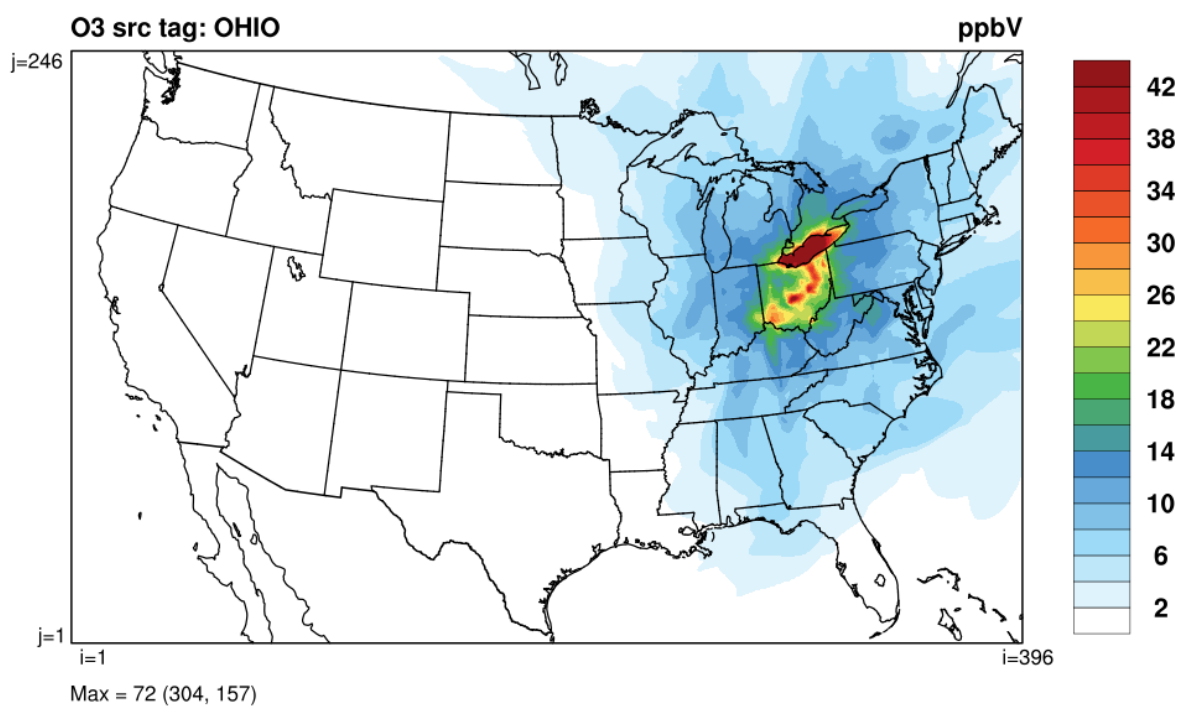 O3 src tag: OHIO
ppbV
j=246
42
38
34
30
26
22
18
14
10
6
2
j=1
i=1
i=396
Max = 72 (304, 157)